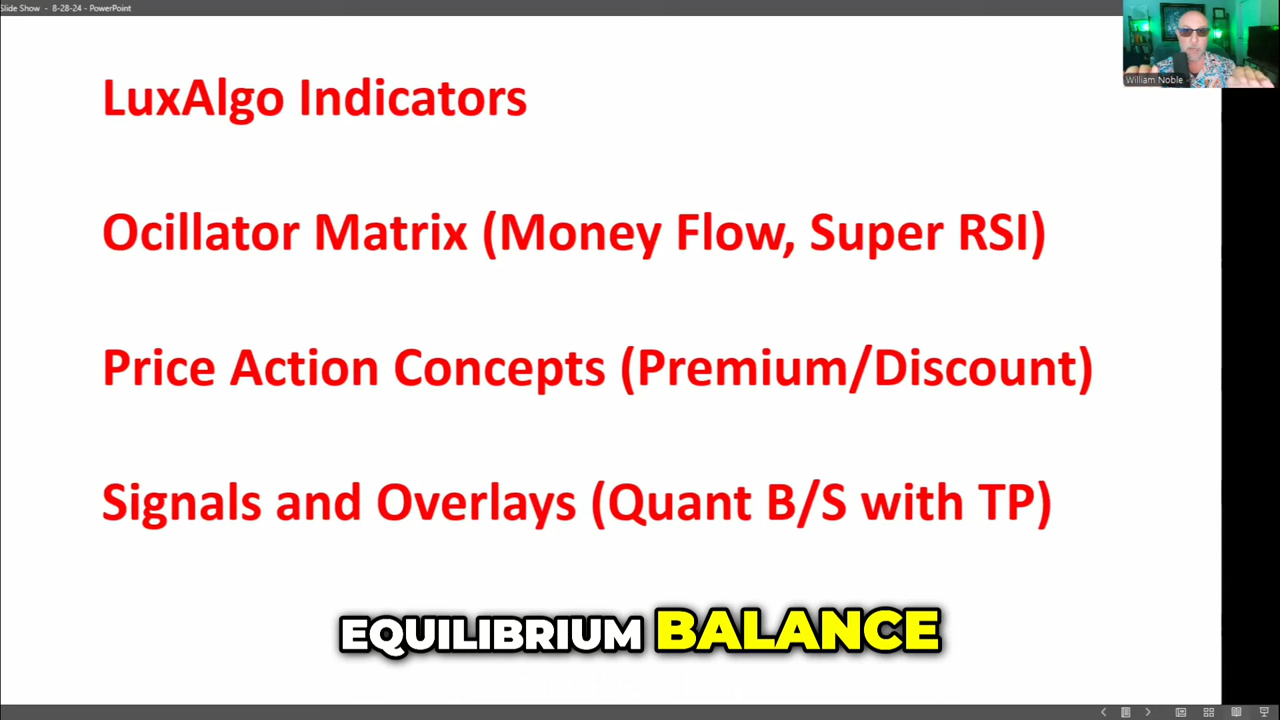 Slide Show - 8-28-24 - PowerPoint
William Noble
LuxAlgo Indicators
Ocillator Matrix (Money Flow, Super RSI)
Price Action Concepts (Premium/Discount)
Signals and Overlays (Quant B/S with TP)
EQUILIBRIUM BALANCE